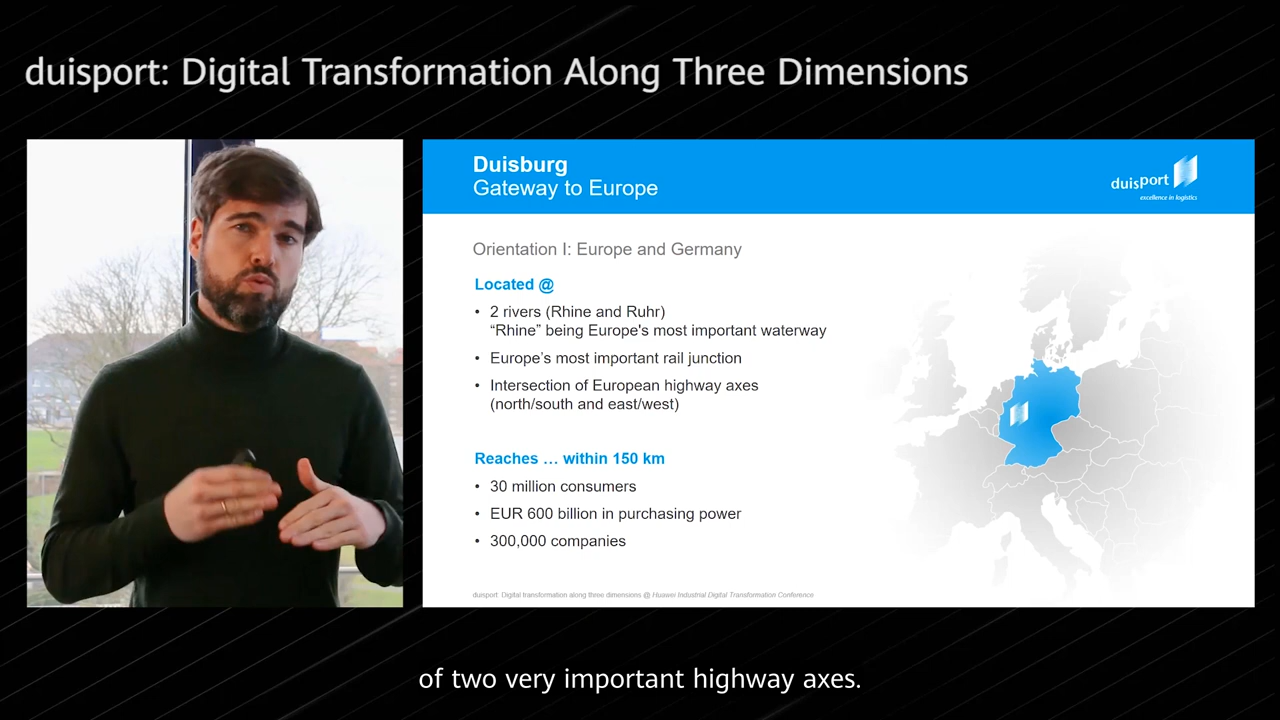 duisport: Digital Transformation Along Three Dimensions
Duisburg
Gateway to Europe
duisport
excellence in logistics
Orientation I: Europe and Germany
Located @
• 2 rivers (Rhine and Ruhr)
“Rhine” being Europe's most important waterway
• Europe’s most important rail junction
• Intersection of European highway axes
(north/south and east/west)
Reaches … within 150 km
• 30 million consumers
• EUR 600 billion in purchasing power
• 300,000 companies
duisport: Digital transformation along three dimensions @ Huawei Industrial Digital Transformation Conference
of two very important highway axes.